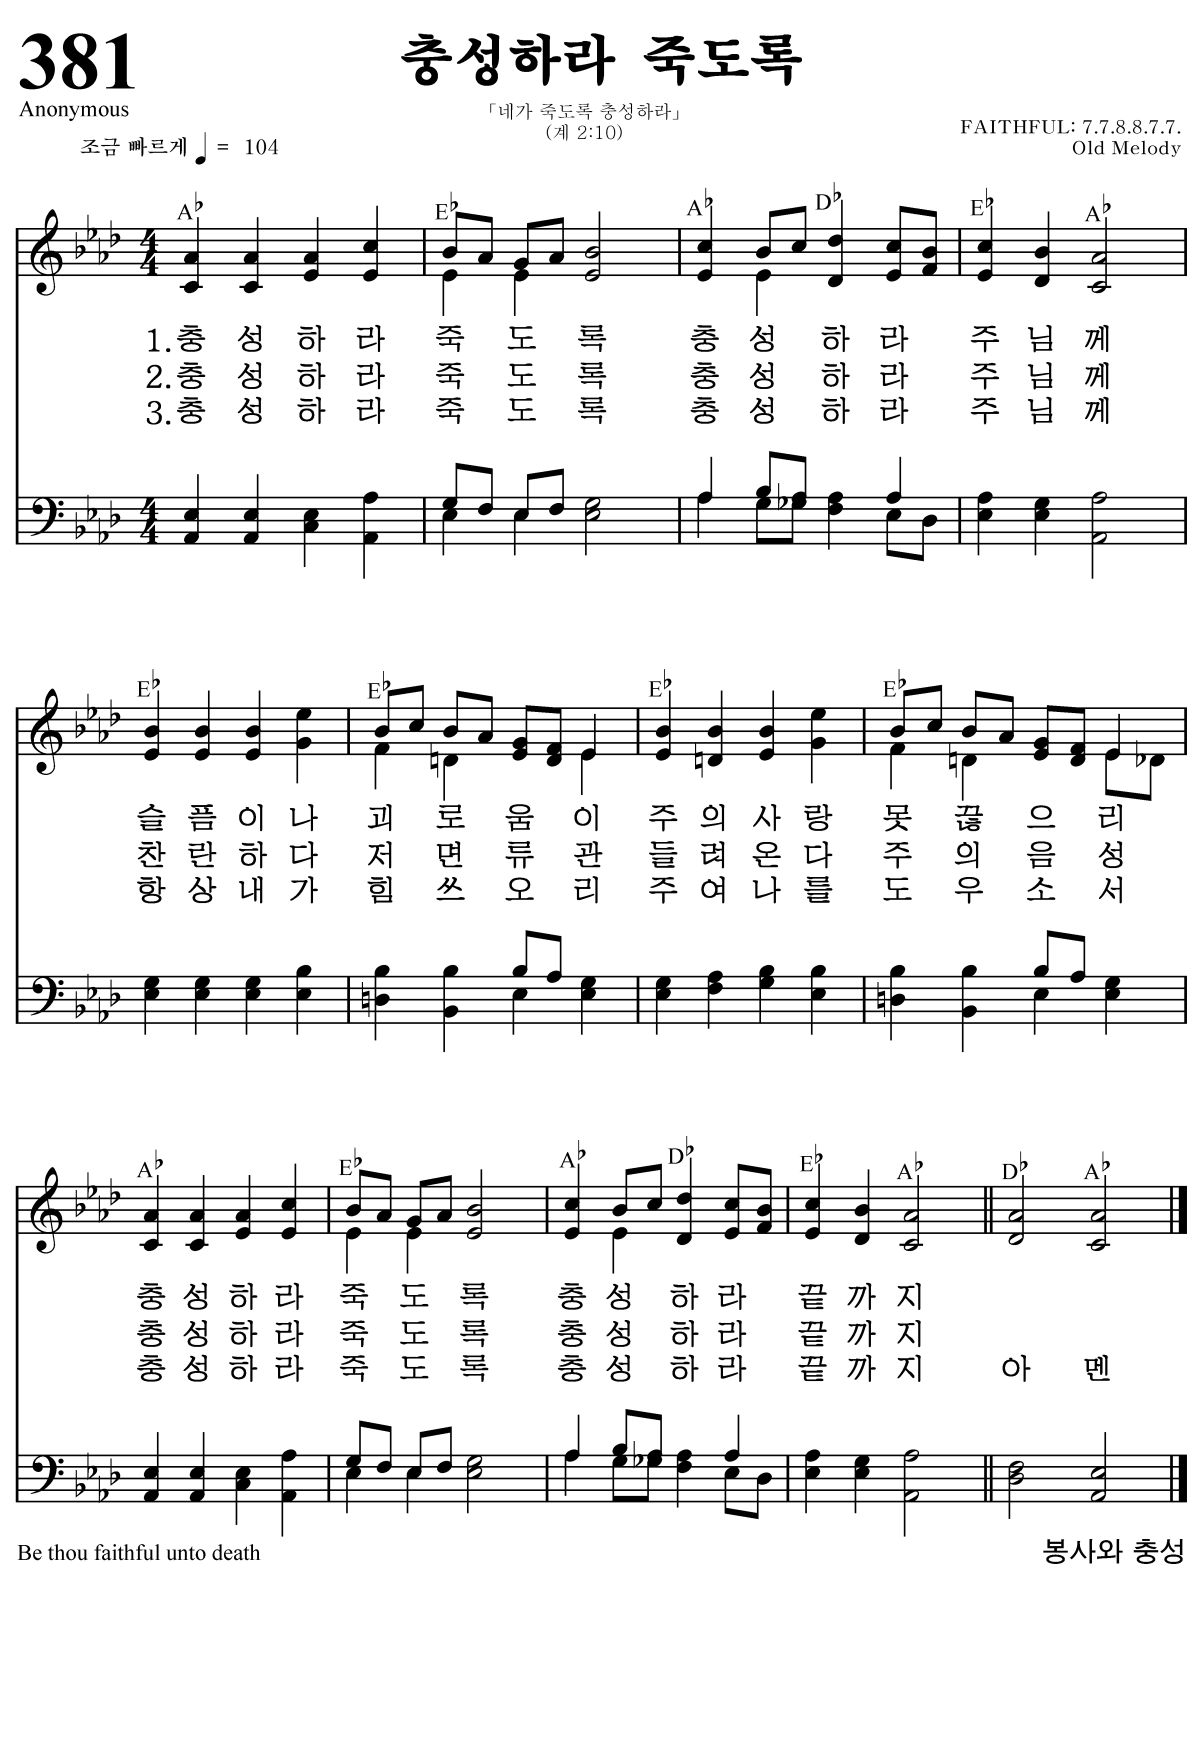 381
충성하라 죽도록
Anonymous
「네가 죽도록 충성하라」
(계 2:10)
FAITHFUL: 7.7.8.8.7.7.
Old Melody
조금 빠르게 ♩ = 104
A♭ E♭ A♭ D♭ E♭ A♭
1.충 성 하 라 죽 도 록 충 성 하 라 주 님 께
2.충 성 하 라 죽 도 록 충 성 하 라 주 님 께
3.충 성 하 라 죽 도 록 충 성 하 라 주 님 께
E♭ E♭ E♭ E♭
슬 픔 이 나 괴 로 움 이 주 의 사 랑 못 끊 으 리
찬 란 하 다 저 면 류 관 들 려 온 다 주 의 음 성
항 상 내 가 힘 쓰 오 리 주 여 나 를 도 우 소 서
A♭ E♭ A♭ D♭ E♭ A♭ D♭ A♭
충 성 하 라 죽 도 록 충 성 하 라 끝 까 지
충 성 하 라 죽 도 록 충 성 하 라 끝 까 지
충 성 하 라 죽 도 록 충 성 하 라 끝 까 지 아 멘
Be thou faithful unto death
봉사와 충성